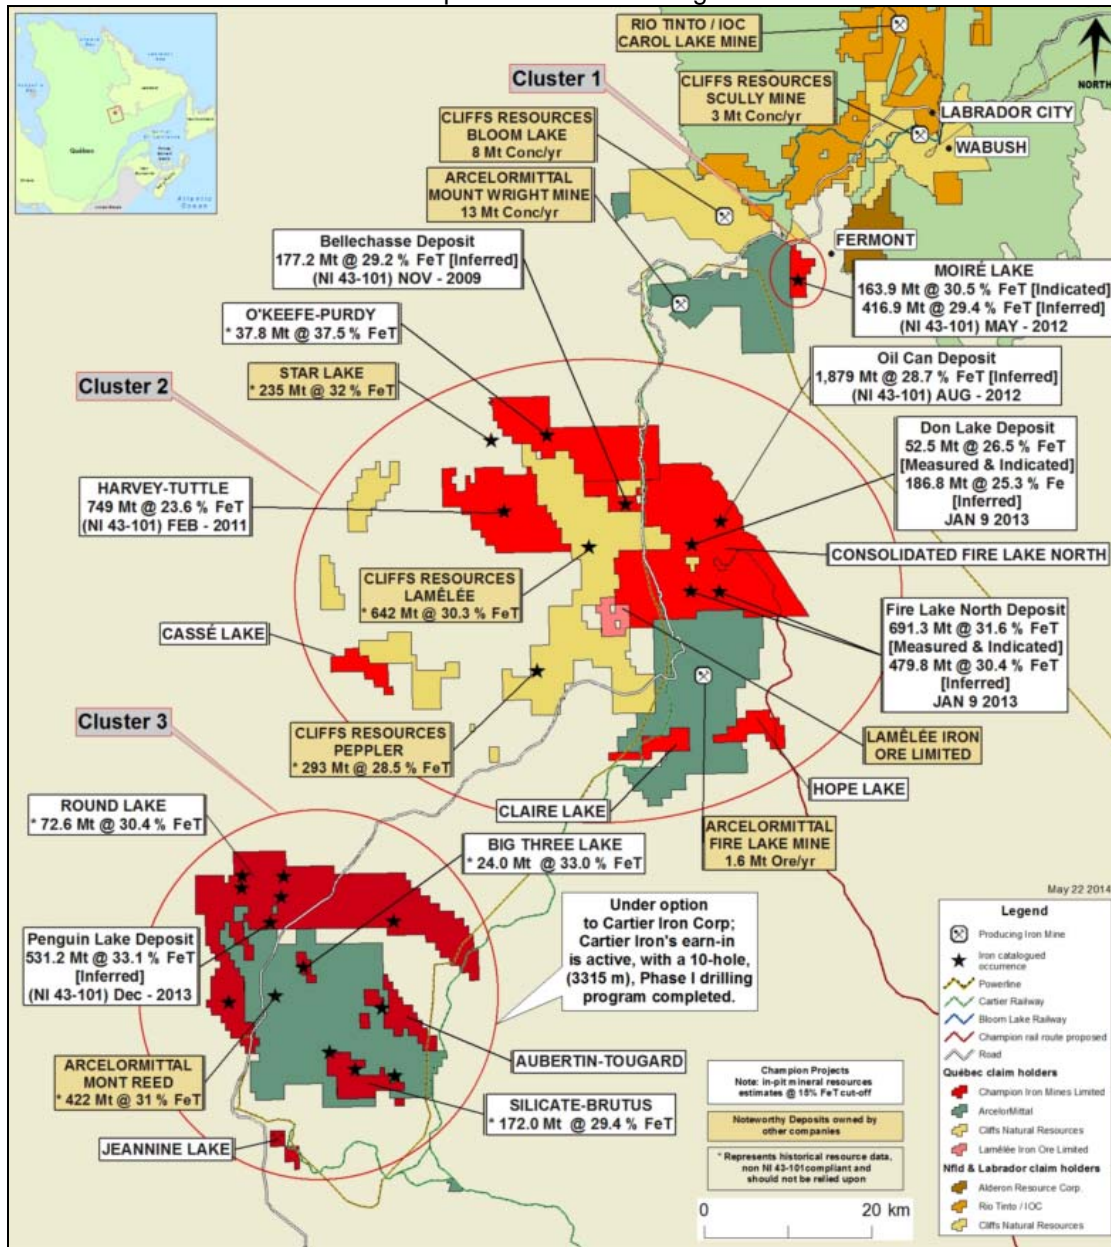 RIO TINTO / IOC
CAROL LAKE MINE
NORTH
Cluster 1
CLIFFS RESOURCES
SCULLY MINE
3 Mt Conc/yr
LABRADOR CITY
WABUSH
CLIFFS RESOURCES
BLOOM LAKE
8 Mt Conc/yr
Québec
Atlantic
Ocean
ARCELORMITTAL
MOUNT WRIGHT MINE
13 Mt Conc/yr
FERMONT
Bellechasse Deposit
177.2 Mt @ 29.2 % FeT [Inferred]
(NI 43-101) NOV - 2009
MOIRÉ LAKE
163.9 Mt @ 30.5 % FeT [Indicated]
416.9 Mt @ 29.4 % FeT [Inferred]
(NI 43-101) MAY - 2012
O'KEEFE-PURDY
* 37.8 Mt @ 37.5 % FeT
Cluster 2
STAR LAKE
* 235 Mt @ 32 % FeT
Oil Can Deposit
1,879 Mt @ 28.7 % FeT [Inferred]
(NI 43-101) AUG - 2012
Don Lake Deposit
52.5 Mt @ 26.5 % FeT
[Measured & Indicated]
186.8 Mt @ 25.3 % Fe
[Inferred]
JAN 9 2013
HARVEY-TUTTLE
749 Mt @ 23.6 % FeT
(NI 43-101) FEB - 2011
CONSOLIDATED FIRE LAKE NORTH
CLIFFS RESOURCES
LAMÊLÉE
* 642 Mt @ 30.3 % FeT
Fire Lake North Deposit
691.3 Mt @ 31.6 % FeT
[Measured & Indicated]
479.8 Mt @ 30.4 % FeT
[Inferred]
JAN 9 2013
CASSÉ LAKE
Cluster 3
CLIFFS RESOURCES
PEPPLER
* 293 Mt @ 28.5 % FeT
LAMÊLÉE IRON
ORE LIMITED
HOPE LAKE
CLAIRE LAKE
ROUND LAKE
* 72.6 Mt @ 30.4 % FeT
ARCELORMITTAL
FIRE LAKE MINE
1.6 Mt Ore/yr
BIG THREE LAKE
* 24.0 Mt @ 33.0 % FeT
May 22 2014
Under option
to Cartier Iron Corp;
Cartier Iron's earn-in
is active, with a 10-hole,
(3315 m), Phase I drilling
program completed.
Penguin Lake Deposit
531.2 Mt @ 33.1 % FeT
[Inferred]
(NI 43-101) Dec - 2013
AUBERTIN-TOUGARD
ARCELORMITTAL
MONT REED
* 422 Mt @ 31 % FeT
SILICATE-BRUTUS
* 172.0 Mt @ 29.4 % FeT
JEANNINE LAKE
Champion Projects
Note: in-pit mineral resources
estimates @ 15% FeT cut-off
Noteworthy Deposits owned by
other companies
* Represents historical resource data,
non NI 43-101compliant and
should not be relied upon
0 20 km
Legend
Producing Iron Mine
Iron catalogued
occurrence
Powerline
Cartier Railway
Bloom Lake Railway
Champion rail route proposed
Road
Québec claim holders
Champion Iron Mines Limited
ArcelorMittal
Cliffs Natural Resources
Lamêlée Iron Ore Limited
Nfld & Labrador claim holders
Alderon Resource Corp.
Rio Tinto / IOC
Cliffs Natural Resources